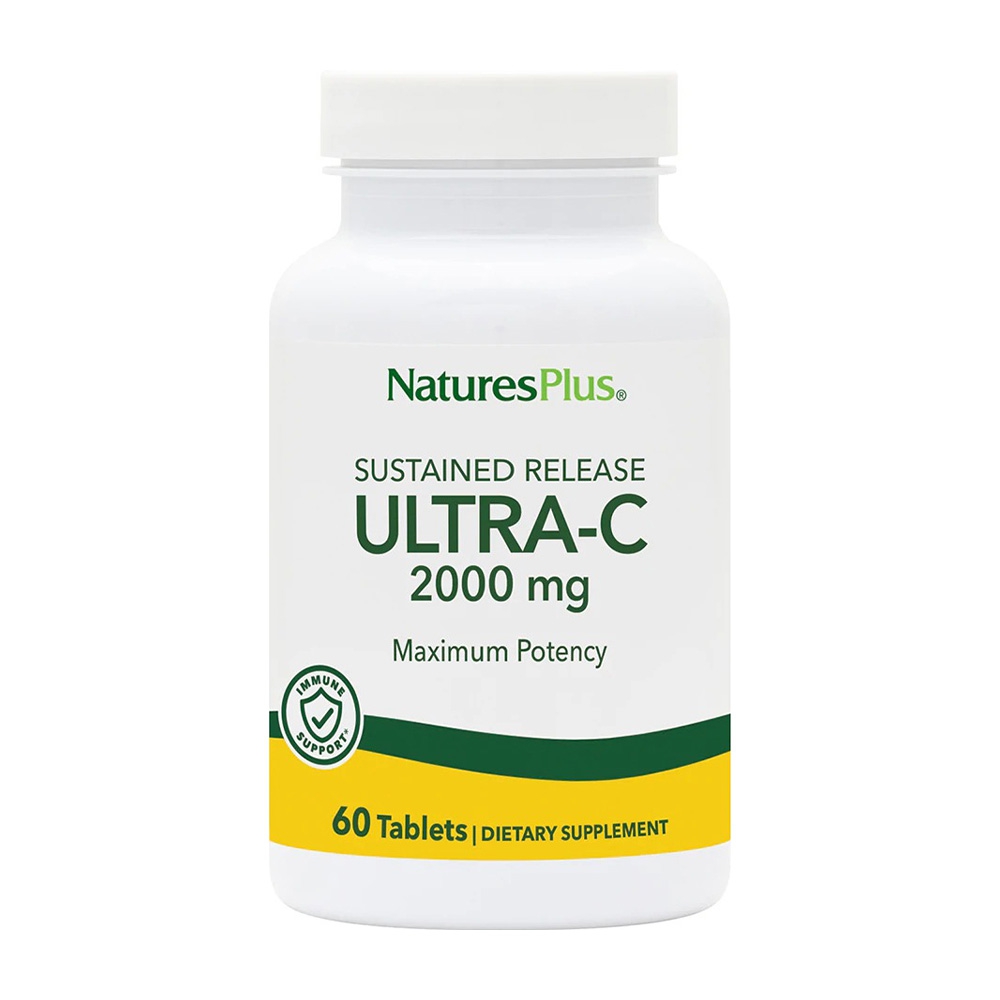 NaturesPlus®
SUSTAINED RELEASE
ULTRA-C
2000 mg
Maximum Potency
IMMUNE
SUPPORT*
60 Tablets | DIETARY SUPPLEMENT